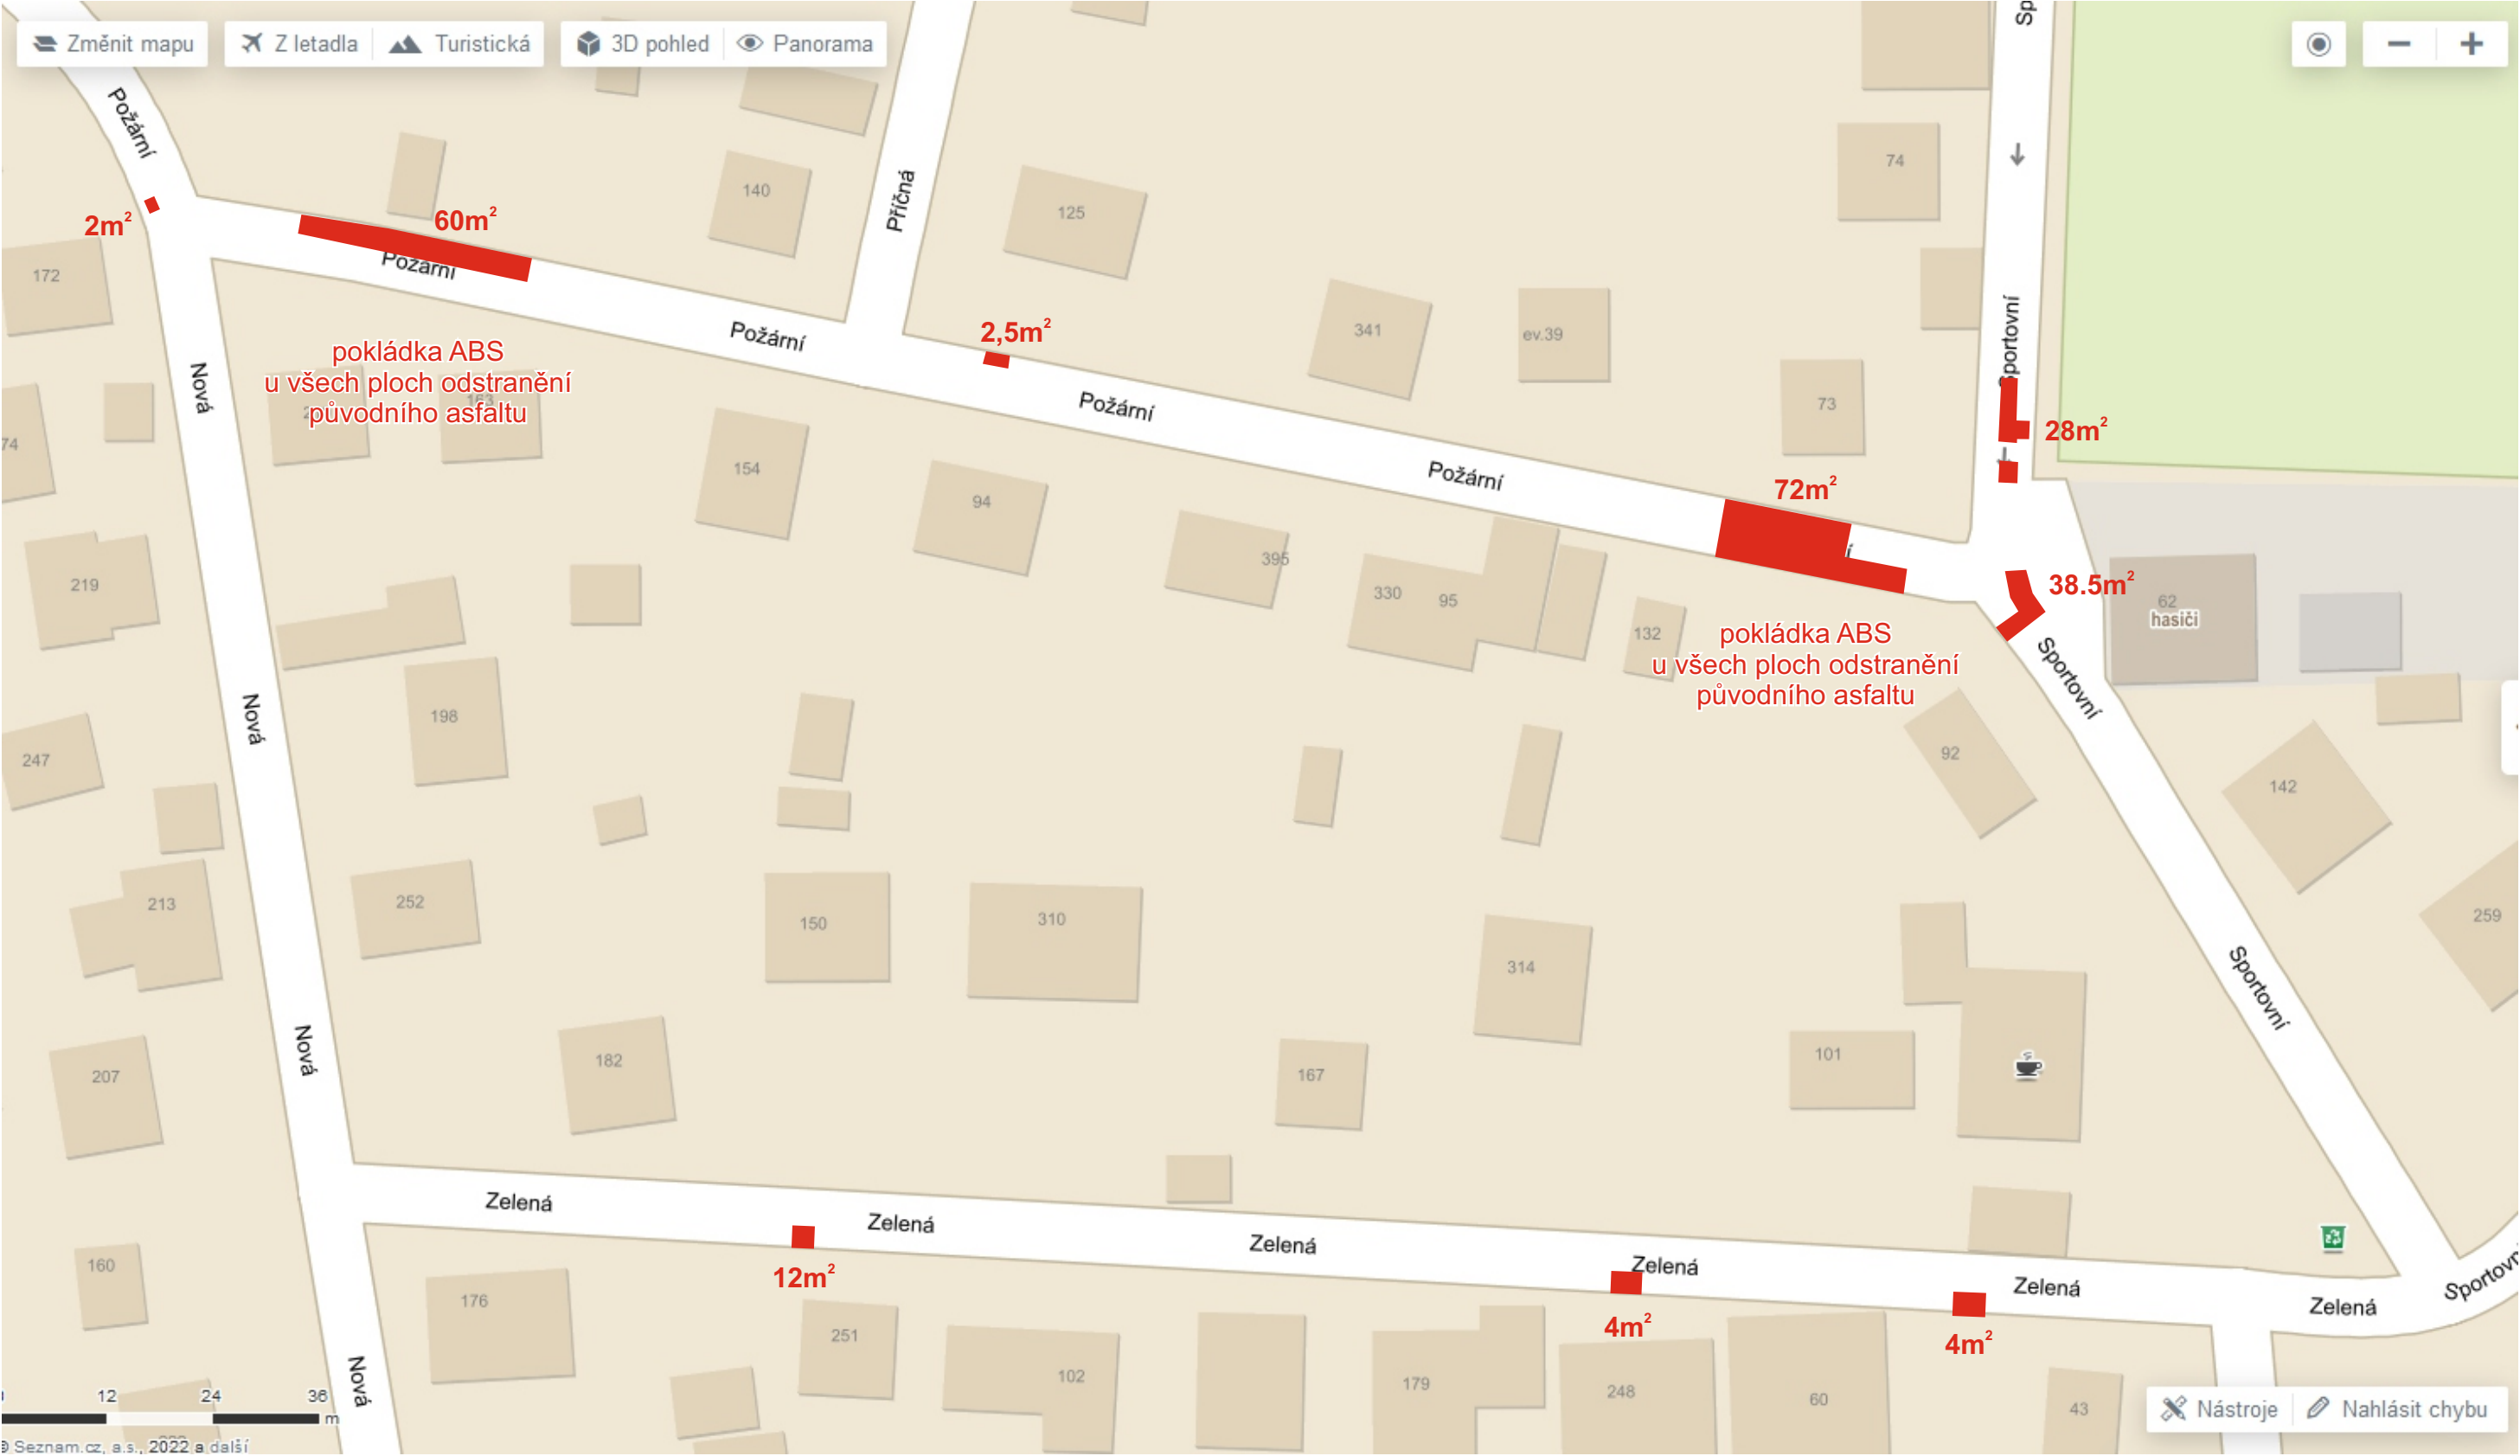 Změnit mapu
Z letadla
Turistická
3D pohled
Panorama
Požární
Příčná
Sp
140
125
74
2m²
60m²
Požární
172
Požární
2,5m²
341
ev.39
Sportovní
Nová
pokládka ABS
u všech ploch odstranění
původního asfaltu
163
Požární
73
74
28m²
154
94
Požární
72m²
395
330
95
132
38.5m²
62
hasiči
219
pokládka ABS
u všech ploch odstranění
původního asfaltu
Sportovní
Nová
198
247
92
142
213
252
150
310
314
259
Sportovní
Nová
207
182
167
101
Zelená
Zelená
Zelená
Zelená
Zelená
Zelená
Sportovní
160
176
12m²
4m²
4m²
251
102
179
248
60
43
Nová
12
24
36
m
Nástroje
Nahlásit chybu
© Seznam.cz, a.s., 2022 a další